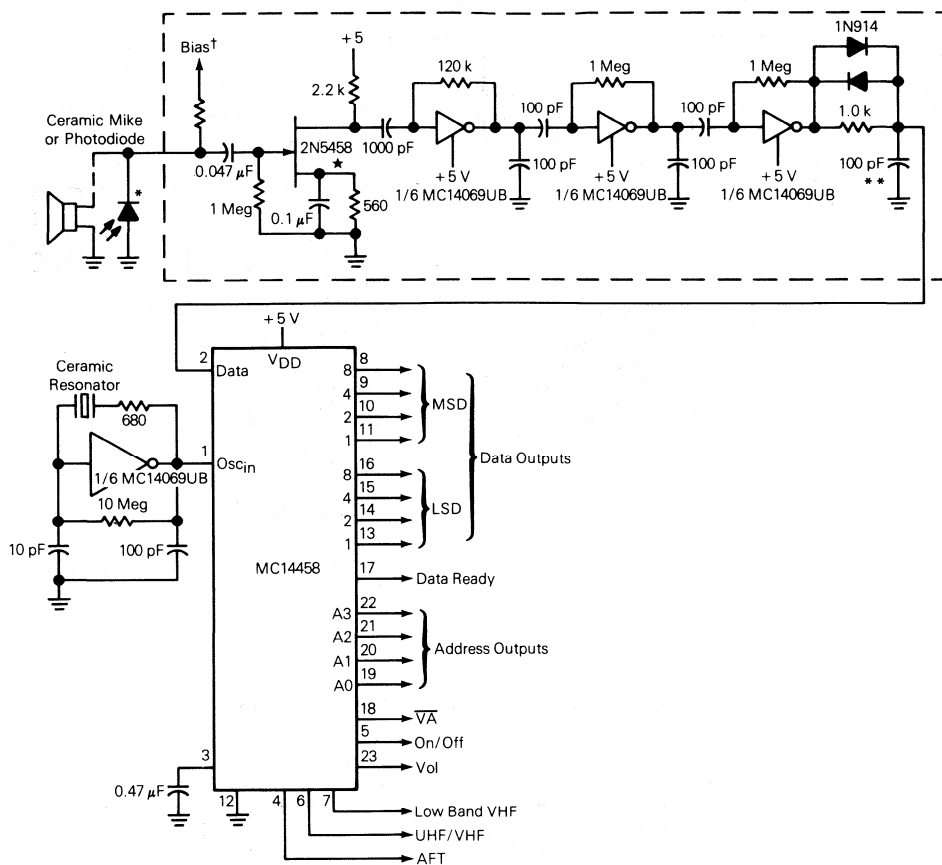 1N914
+5
Bias†
120 k
1 Meg
1 Meg
2.2 k
Ceramic Mike
or Photodiode
100 pF
100 pF
1.0 k
2N5458
1000 pF
★
*
0.047 µF
+5 V
100 pF
+5 V
100 pF
+5 V
100 pF
**
1/6 MC14069UB
1/6 MC14069UB
1/6 MC14069UB
1 Meg
0.1 µF
560
+5 V
VDD
2
Data
8
8
9
4
MSD
10
2
11
1
Data Outputs
Ceramic
Resonator
680
1
Oscin
1/6 MC14069UB
16
8
15
4
LSD
14
2
13
1
10 Meg
10 pF
100 pF
MC14458
17
Data Ready
22
A3
21
A2
Address Outputs
20
A1
19
A0
18
VA
5
On/Off
23
Vol
3
0.47 µF
12
4
6
7
Low Band VHF
UHF/VHF
AFT